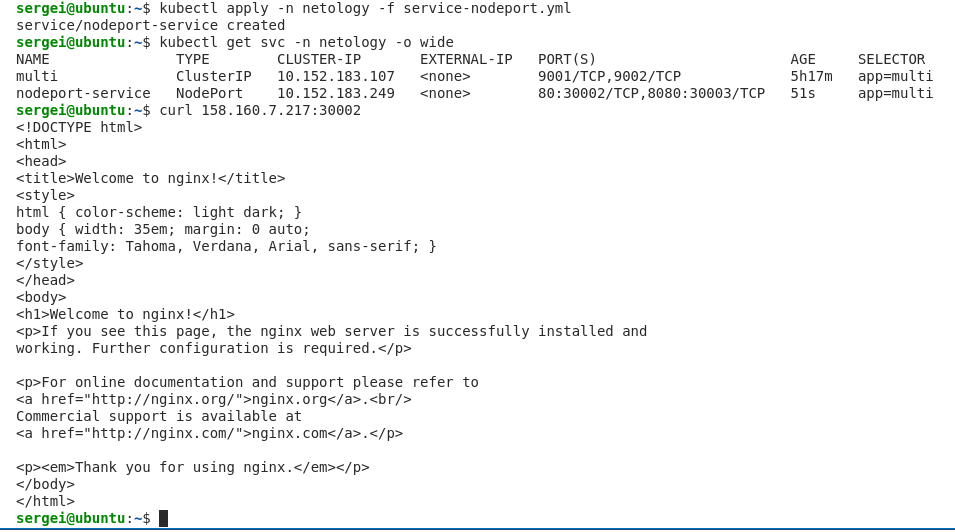 sergei@ubuntu:~$ kubectl apply -n netology -f service-nodeport.yml
service/nodeport-service created
sergei@ubuntu:~$ kubectl get svc -n netology -o wide
NAME               TYPE        CLUSTER-IP       EXTERNAL-IP   PORT(S)                       AGE     SELECTOR
multi              ClusterIP   10.152.183.107   <none>        9001/TCP,9002/TCP             5h17m   app=multi
nodeport-service   NodePort    10.152.183.249   <none>        80:30002/TCP,8080:30003/TCP   51s     app=multi
sergei@ubuntu:~$ curl 158.160.7.217:30002
<!DOCTYPE html>
<html>
<head>
<title>Welcome to nginx!</title>
<style>
html { color-scheme: light dark; }
body { width: 35em; margin: 0 auto;
font-family: Tahoma, Verdana, Arial, sans-serif; }
</style>
</head>
<body>
<h1>Welcome to nginx!</h1>
<p>If you see this page, the nginx web server is successfully installed and
working. Further configuration is required.</p>

<p>For online documentation and support please refer to
<a href="http://nginx.org/">nginx.org</a>.<br/>
Commercial support is available at
<a href="http://nginx.com/">nginx.com</a>.</p>

<p><em>Thank you for using nginx.</em></p>
</body>
</html>
sergei@ubuntu:~$